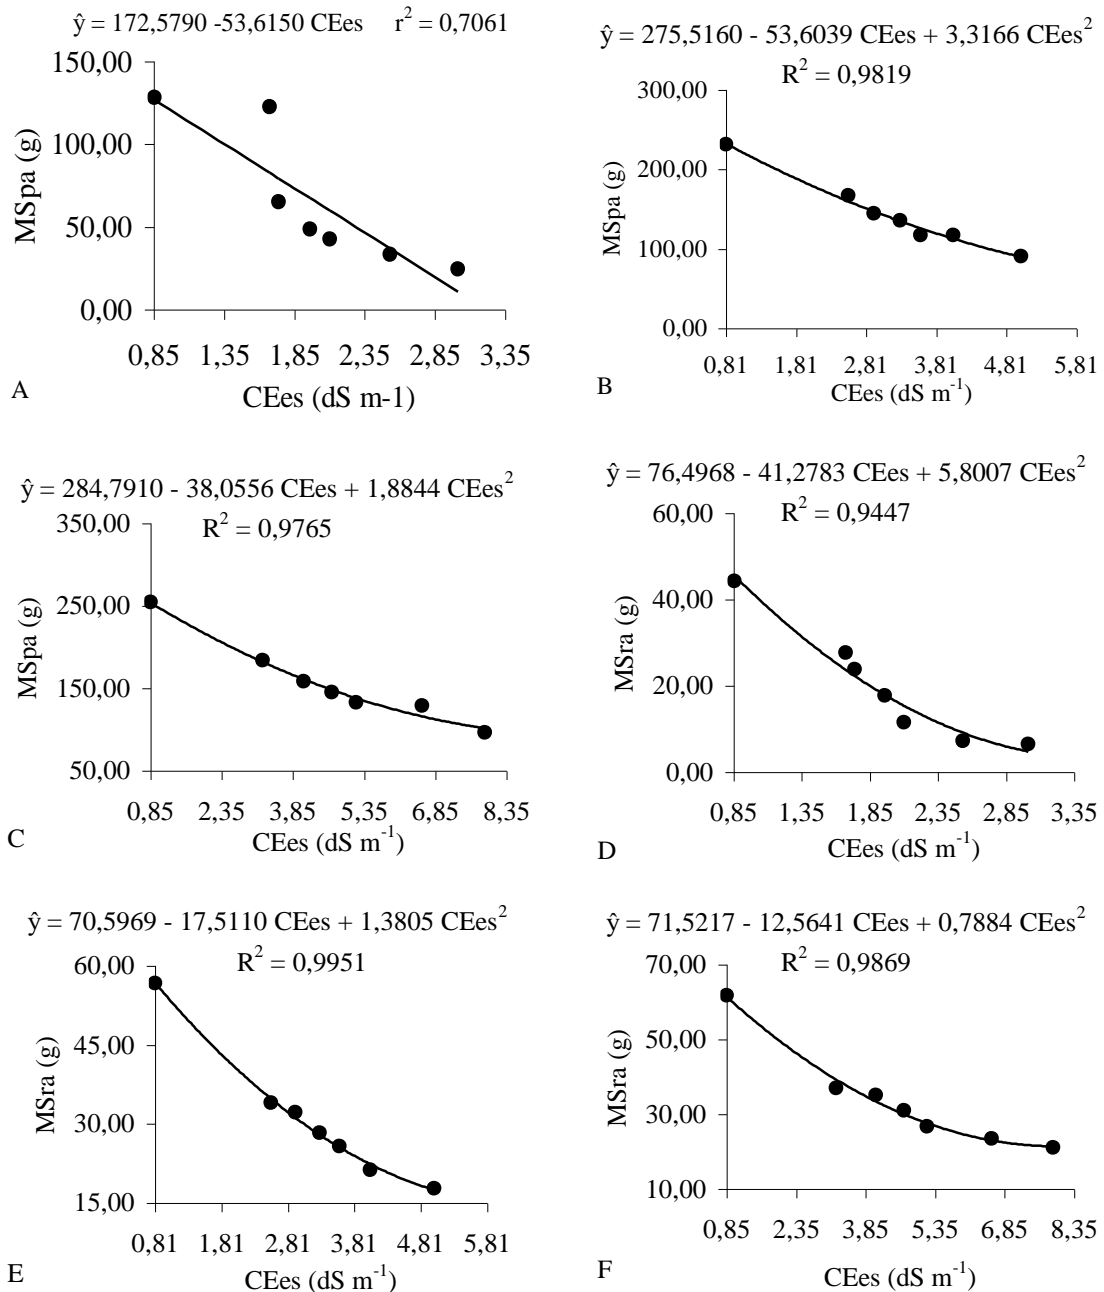 ŷ = 172,5790 -53,6150 CEes r² = 0,7061
150,00
100,00
50,00
0,00
MSpa (g)
0,85 1,35 1,85 2,35 2,85 3,35
CEes (dS m-1)
A
ŷ = 275,5160 - 53,6039 CEes + 3,3166 CEes²
R² = 0,9819
300,00
200,00
100,00
0,00
MSpa (g)
0,81 1,81 2,81 3,81 4,81 5,81
CEes (dS m⁻¹)
B
ŷ = 284,7910 - 38,0556 CEes + 1,8844 CEes²
R² = 0,9765
350,00
250,00
150,00
50,00
MSpa (g)
0,85 2,35 3,85 5,35 6,85 8,35
CEes (dS m⁻¹)
C
ŷ = 76,4968 - 41,2783 CEes + 5,8007 CEes²
R² = 0,9447
60,00
40,00
20,00
0,00
MSra (g)
0,85 1,35 1,85 2,35 2,85 3,35
CEes (dS m⁻¹)
D
ŷ = 70,5969 - 17,5110 CEes + 1,3805 CEes²
R² = 0,9951
60,00
45,00
30,00
15,00
MSra (g)
0,81 1,81 2,81 3,81 4,81 5,81
CEes (dS m⁻¹)
E
ŷ = 71,5217 - 12,5641 CEes + 0,7884 CEes²
R² = 0,9869
70,00
50,00
30,00
10,00
MSra (g)
0,85 2,35 3,85 5,35 6,85 8,35
CEes (dS m⁻¹)
F